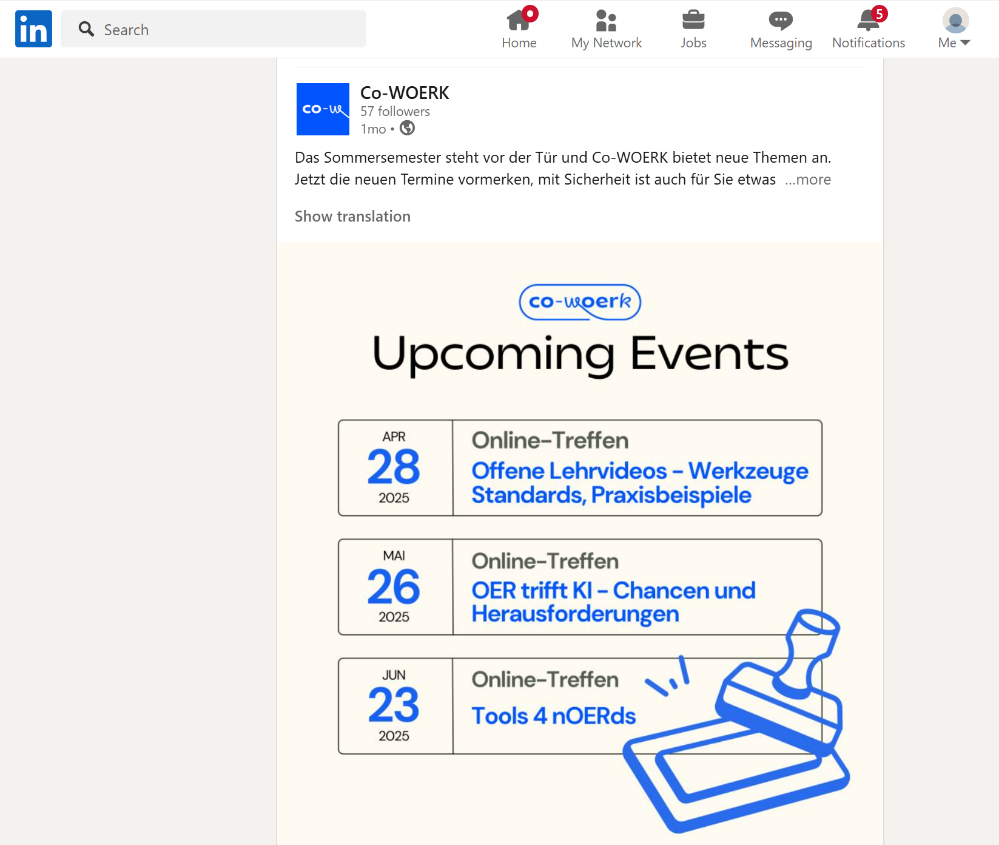 in
Search
Home
My Network
Jobs
Messaging
5
Notifications
Me
co-w
Co-WOERK
57 followers
1mo •
Das Sommersemester steht vor der Tür und Co-WOERK bietet neue Themen an.
Jetzt die neuen Termine vormerken, mit Sicherheit ist auch für Sie etwas ...more
Show translation
co-woerk
Upcoming Events
APR
28
2025
Online-Treffen
Offene Lehrvideos – Werkzeuge
Standards, Praxisbeispiele
MAI
26
2025
Online-Treffen
OER trifft KI – Chancen und
Herausforderungen
JUN
23
2025
Online-Treffen
Tools 4 nOERds